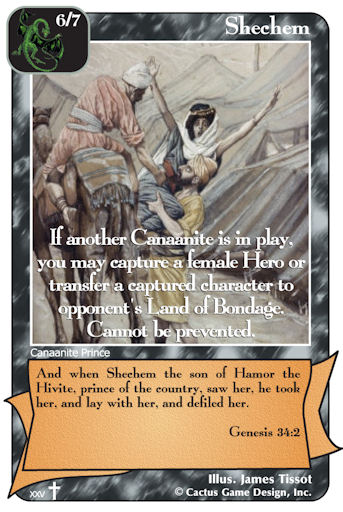 6/7
Shechem
If another Canaanite is in play,
you may capture a female Hero or
transfer a captured character to
opponent's Land of Bondage.
Cannot be prevented.
Canaanite Prince
And when Shechem the son of Hamor the
Hivite, prince of the country, saw her, he took
her, and lay with her, and defiled her.
Genesis 34:2
Illus. James Tissot
XXV
© Cactus Game Design, Inc.